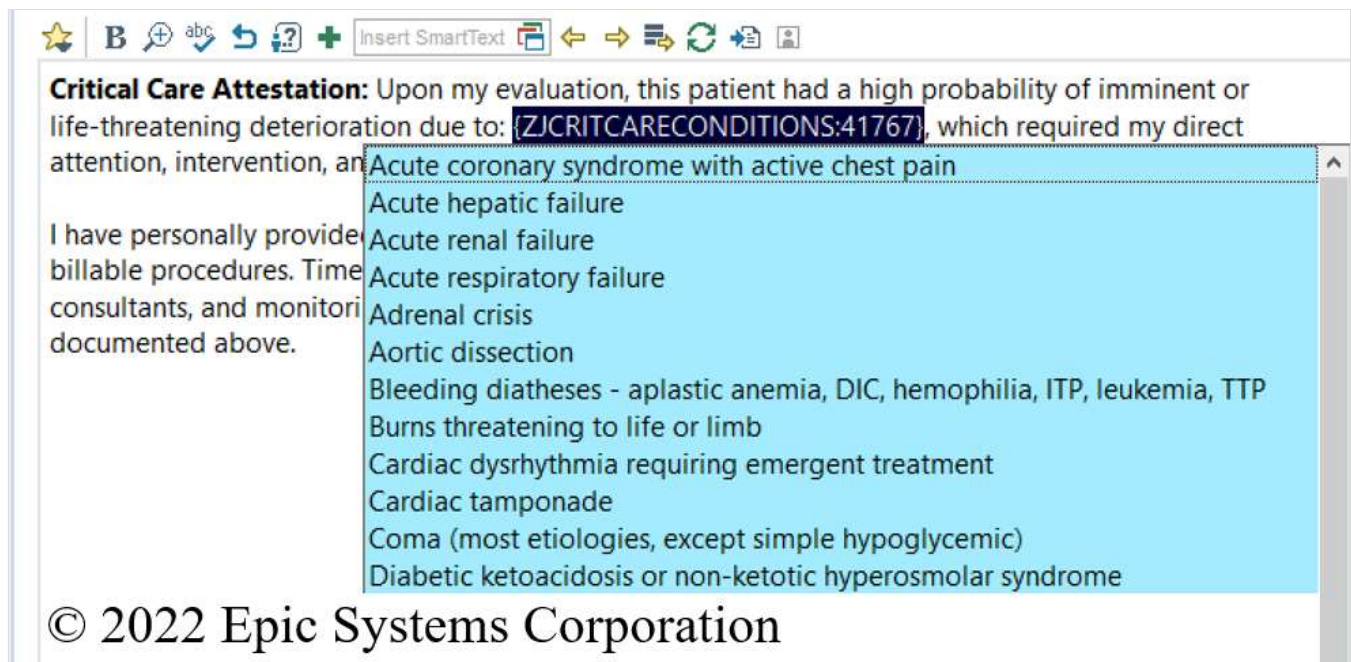 B abc ? Insert SmartText
Critical Care Attestation: Upon my evaluation, this patient had a high probability of imminent or
life-threatening deterioration due to: {ZJCRITCARECONDITIONS:41767}, which required my direct
attention, intervention, an
Acute coronary syndrome with active chest pain
Acute hepatic failure
I have personally provide
Acute renal failure
billable procedures. Time
Acute respiratory failure
consultants, and monitori
Adrenal crisis
documented above.
Aortic dissection
Bleeding diatheses - aplastic anemia, DIC, hemophilia, ITP, leukemia, TTP
Burns threatening to life or limb
Cardiac dysrhythmia requiring emergent treatment
Cardiac tamponade
Coma (most etiologies, except simple hypoglycemic)
Diabetic ketoacidosis or non-ketotic hyperosmolar syndrome
© 2022 Epic Systems Corporation